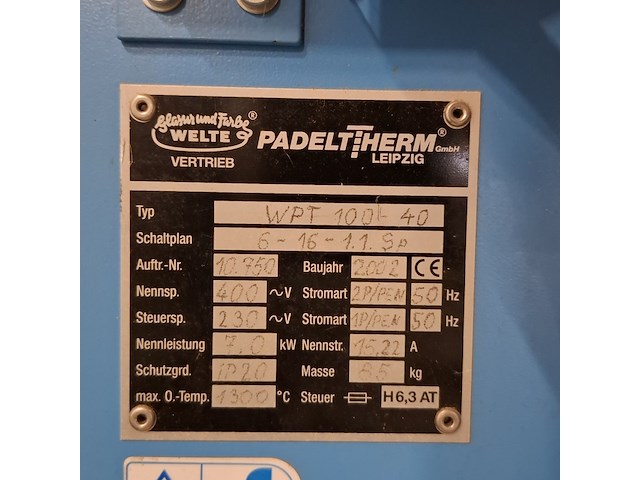 Glasur und Farbe ®
WELTE
VERTRIEB
PADELTTHERM ® GmbH
LEIPZIG
Typ WPT 100-40
Schaltplan 6-16-1.1. Sp
Auftr.-Nr. 10.750 Baujahr 2002 CE
Nennsp. 400 ~V Stromart 2P/PEN 50 Hz
Steuersp. 230 ~V Stromart 1P/PEN 50 Hz
Nennleistung 7,0 kW Nennstr. 15,22 A
Schutzgrd. IP20 Masse 65 kg
max. O.-Temp. 1300 °C Steuer H6,3 AT